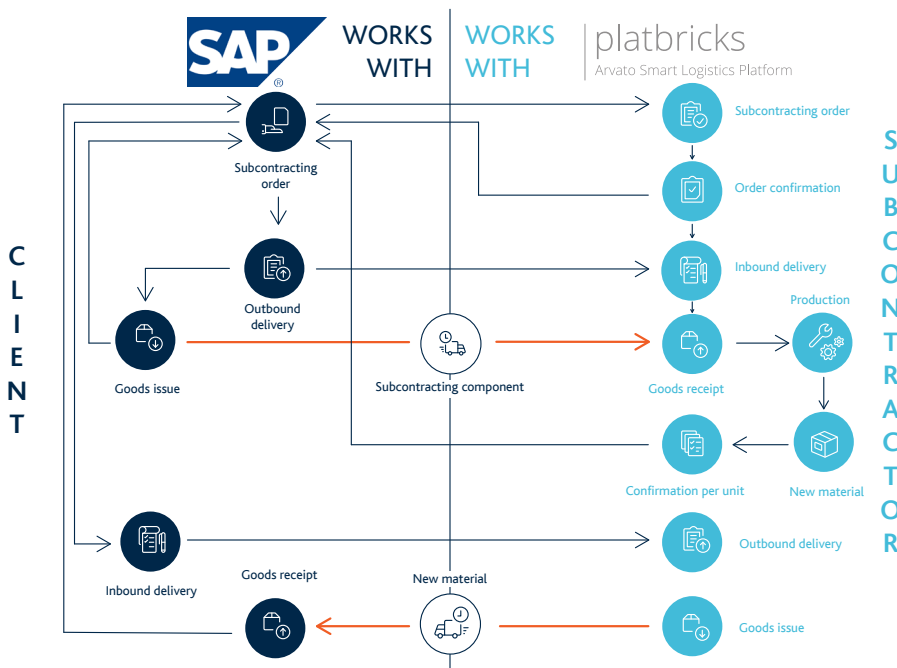 SAP
®
WORKS
WITH
WORKS
WITH
platbricks
Arvato Smart Logistics Platform
CLIENT
SUBCONTRACTOR
Subcontracting
order
Subcontracting order
Order confirmation
Outbound
delivery
Inbound delivery
Production
Goods issue
Subcontracting component
Goods receipt
Confirmation per unit
New material
Inbound delivery
Outbound delivery
Goods receipt
New material
Goods issue